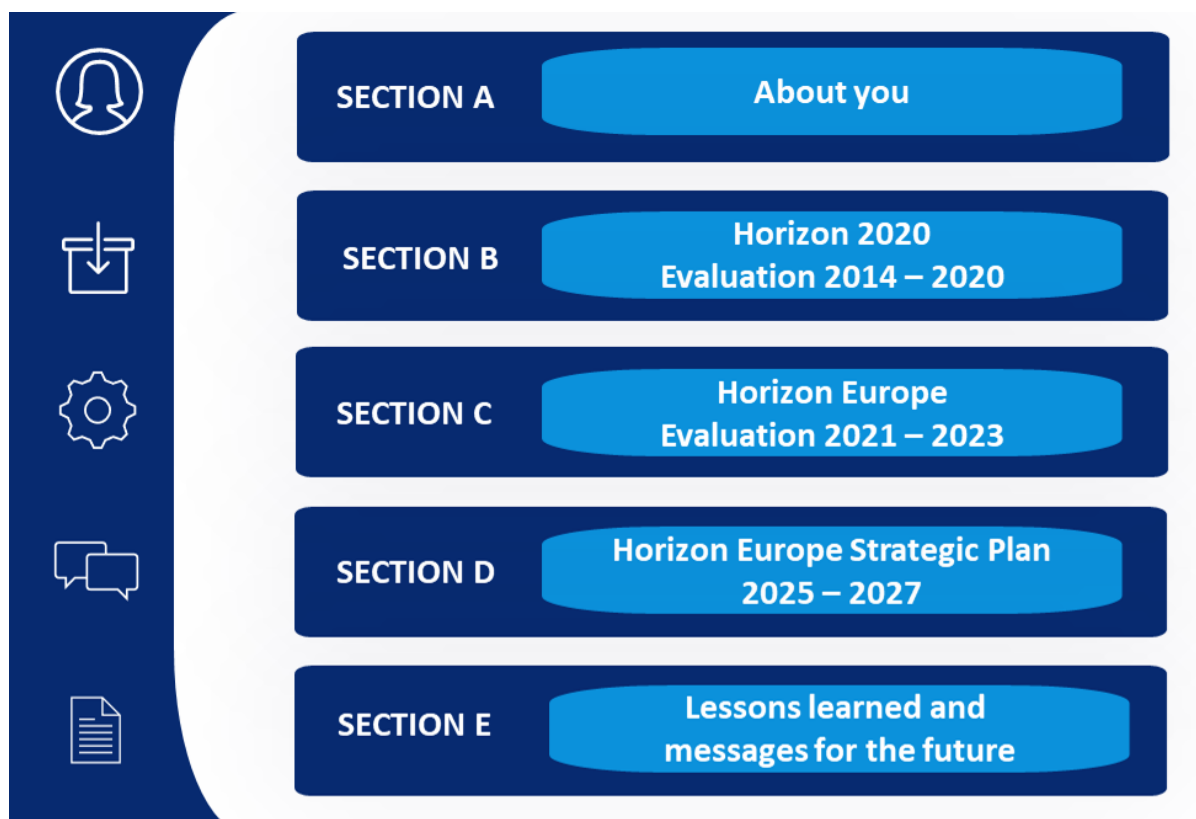 SECTION A
About you
SECTION B
Horizon 2020
Evaluation 2014 – 2020
SECTION C
Horizon Europe
Evaluation 2021 – 2023
SECTION D
Horizon Europe Strategic Plan
2025 – 2027
SECTION E
Lessons learned and
messages for the future